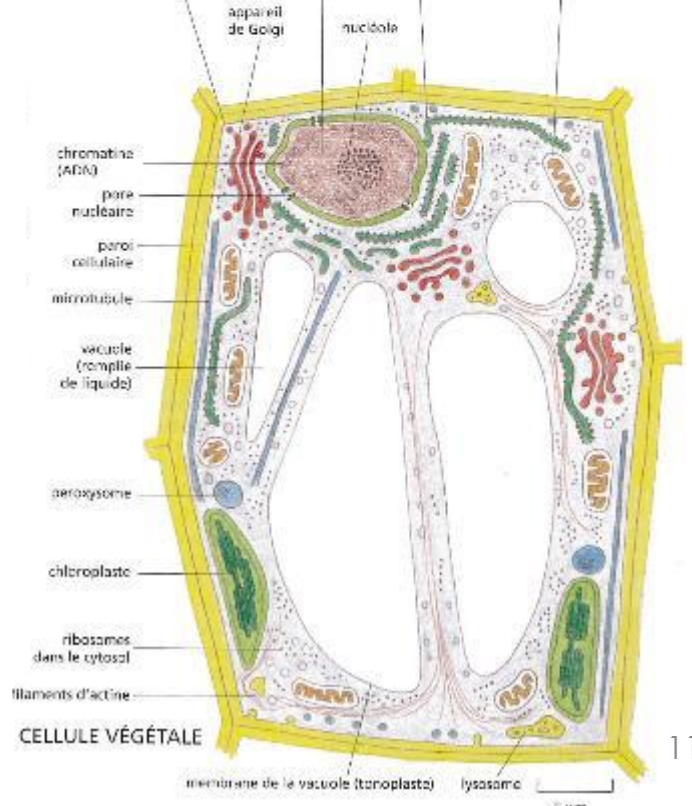 appareil
de Golgi
nucléole
chromatine
(ADN)
pore
nucléaire
paroi
cellulaire
microtubule
vacuole
(remplie
de liquide)
peroxysome
chloroplaste
ribosomes
dans le cytosol
filaments d'actine
CELLULE VÉGÉTALE
11
membrane de la vacuole (tonoplaste)
lysosome